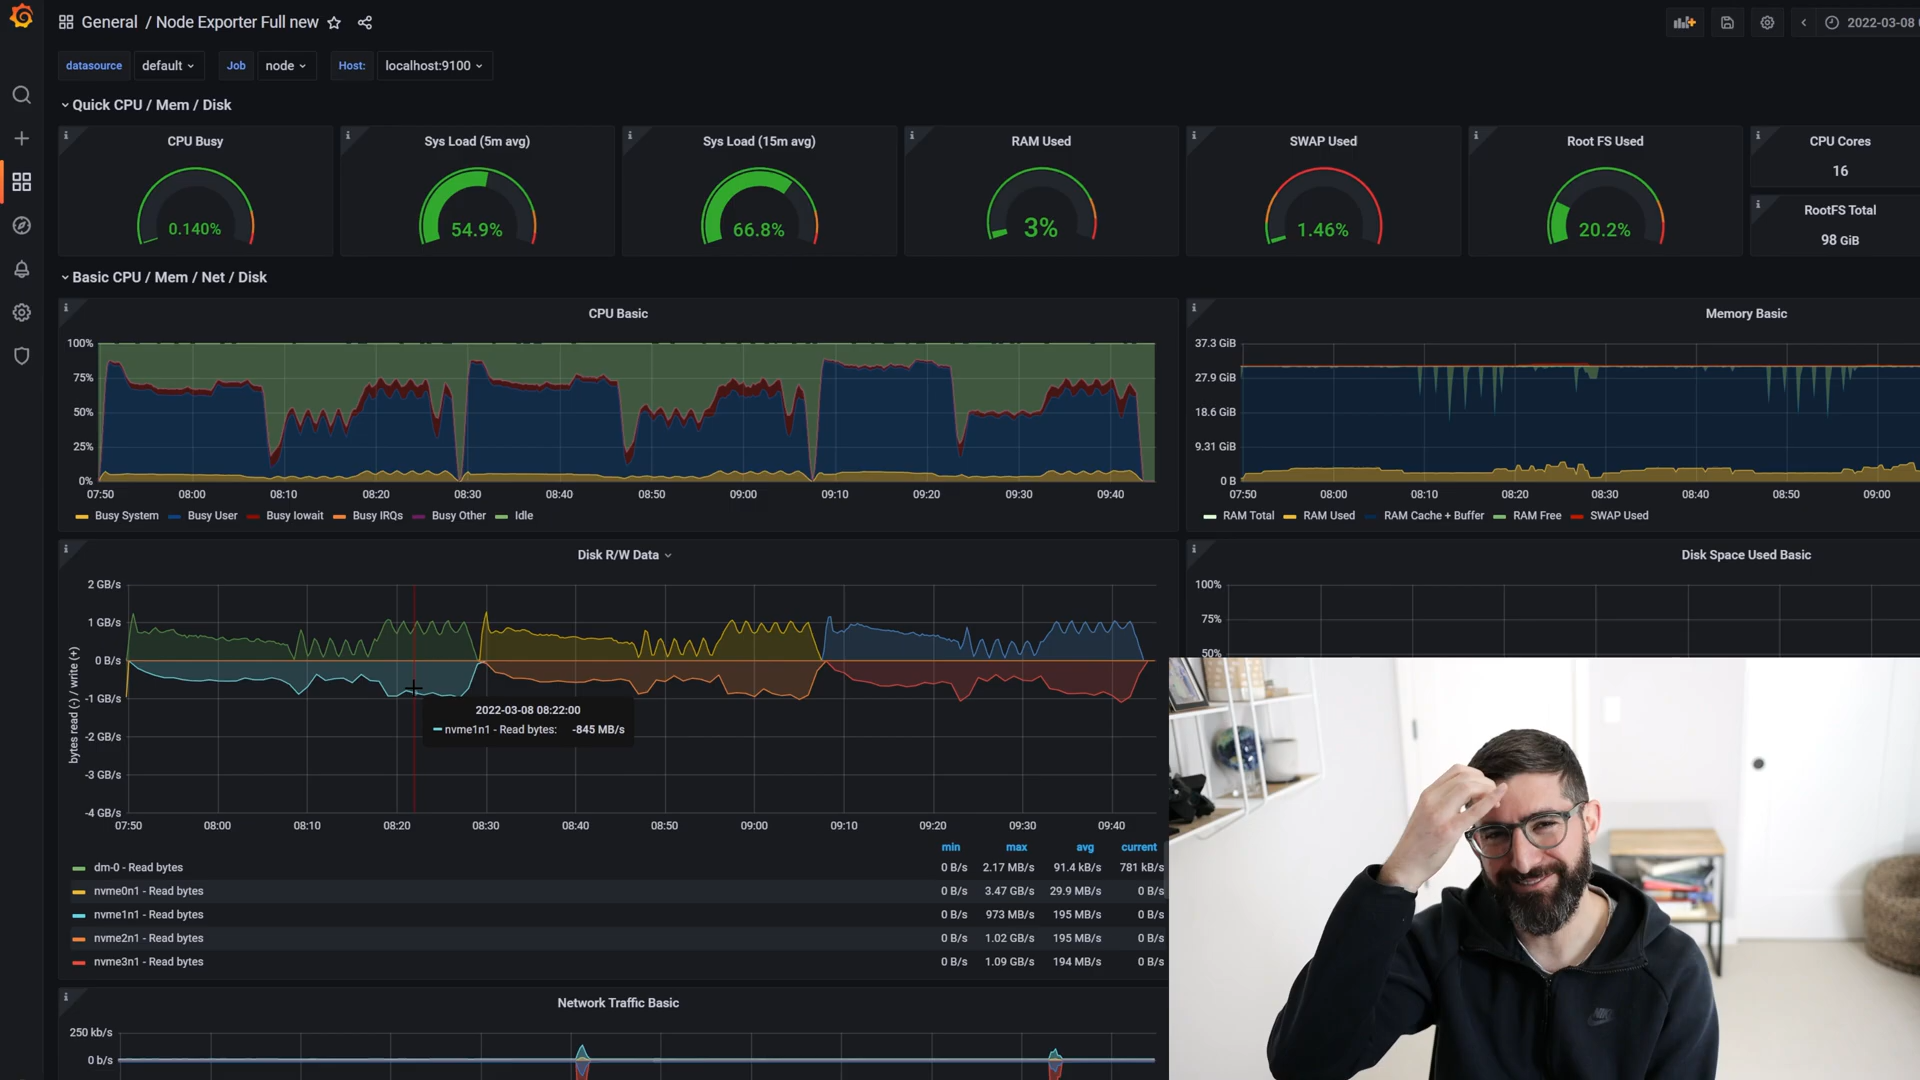 General / Node Exporter Full new
2022-03-08
datasource default Job node Host: localhost:9100
Quick CPU / Mem / Disk
CPU Busy Sys Load (5m avg) Sys Load (15m avg) RAM Used SWAP Used Root FS Used CPU Cores
16
0.140% 54.9% 66.8% 3% 1.46% 20.2%
RootFS Total
98 GiB
Basic CPU / Mem / Net / Disk
CPU Basic
100%
75%
50%
25%
0%
07:50 08:00 08:10 08:20 08:30 08:40 08:50 09:00 09:10 09:20 09:30 09:40
Busy System Busy User Busy Iowait Busy IRQs Busy Other Idle
Memory Basic
37.3 GiB
27.9 GiB
18.6 GiB
9.31 GiB
0 B
07:50 08:00 08:10 08:20 08:30 08:40 08:50 09:00
RAM Total RAM Used RAM Cache + Buffer RAM Free SWAP Used
Disk R/W Data
bytes read (-) / write (+)
2 GB/s
1 GB/s
0 B/s
-1 GB/s
-2 GB/s
-3 GB/s
-4 GB/s
2022-03-08 08:22:00
nvme1n1 - Read bytes: -845 MB/s
07:50 08:00 08:10 08:20 08:30 08:40 08:50 09:00 09:10 09:20 09:30 09:40
min max avg current
dm-0 - Read bytes 0 B/s 2.17 MB/s 91.4 kB/s 781 kB/s
nvme0n1 - Read bytes 0 B/s 3.47 GB/s 29.9 MB/s 0 B/s
nvme1n1 - Read bytes 0 B/s 973 MB/s 195 MB/s 0 B/s
nvme2n1 - Read bytes 0 B/s 1.02 GB/s 195 MB/s 0 B/s
nvme3n1 - Read bytes 0 B/s 1.09 GB/s 194 MB/s 0 B/s
Disk Space Used Basic
100%
75%
50%
Network Traffic Basic
250 kb/s
0 b/s
NIKE